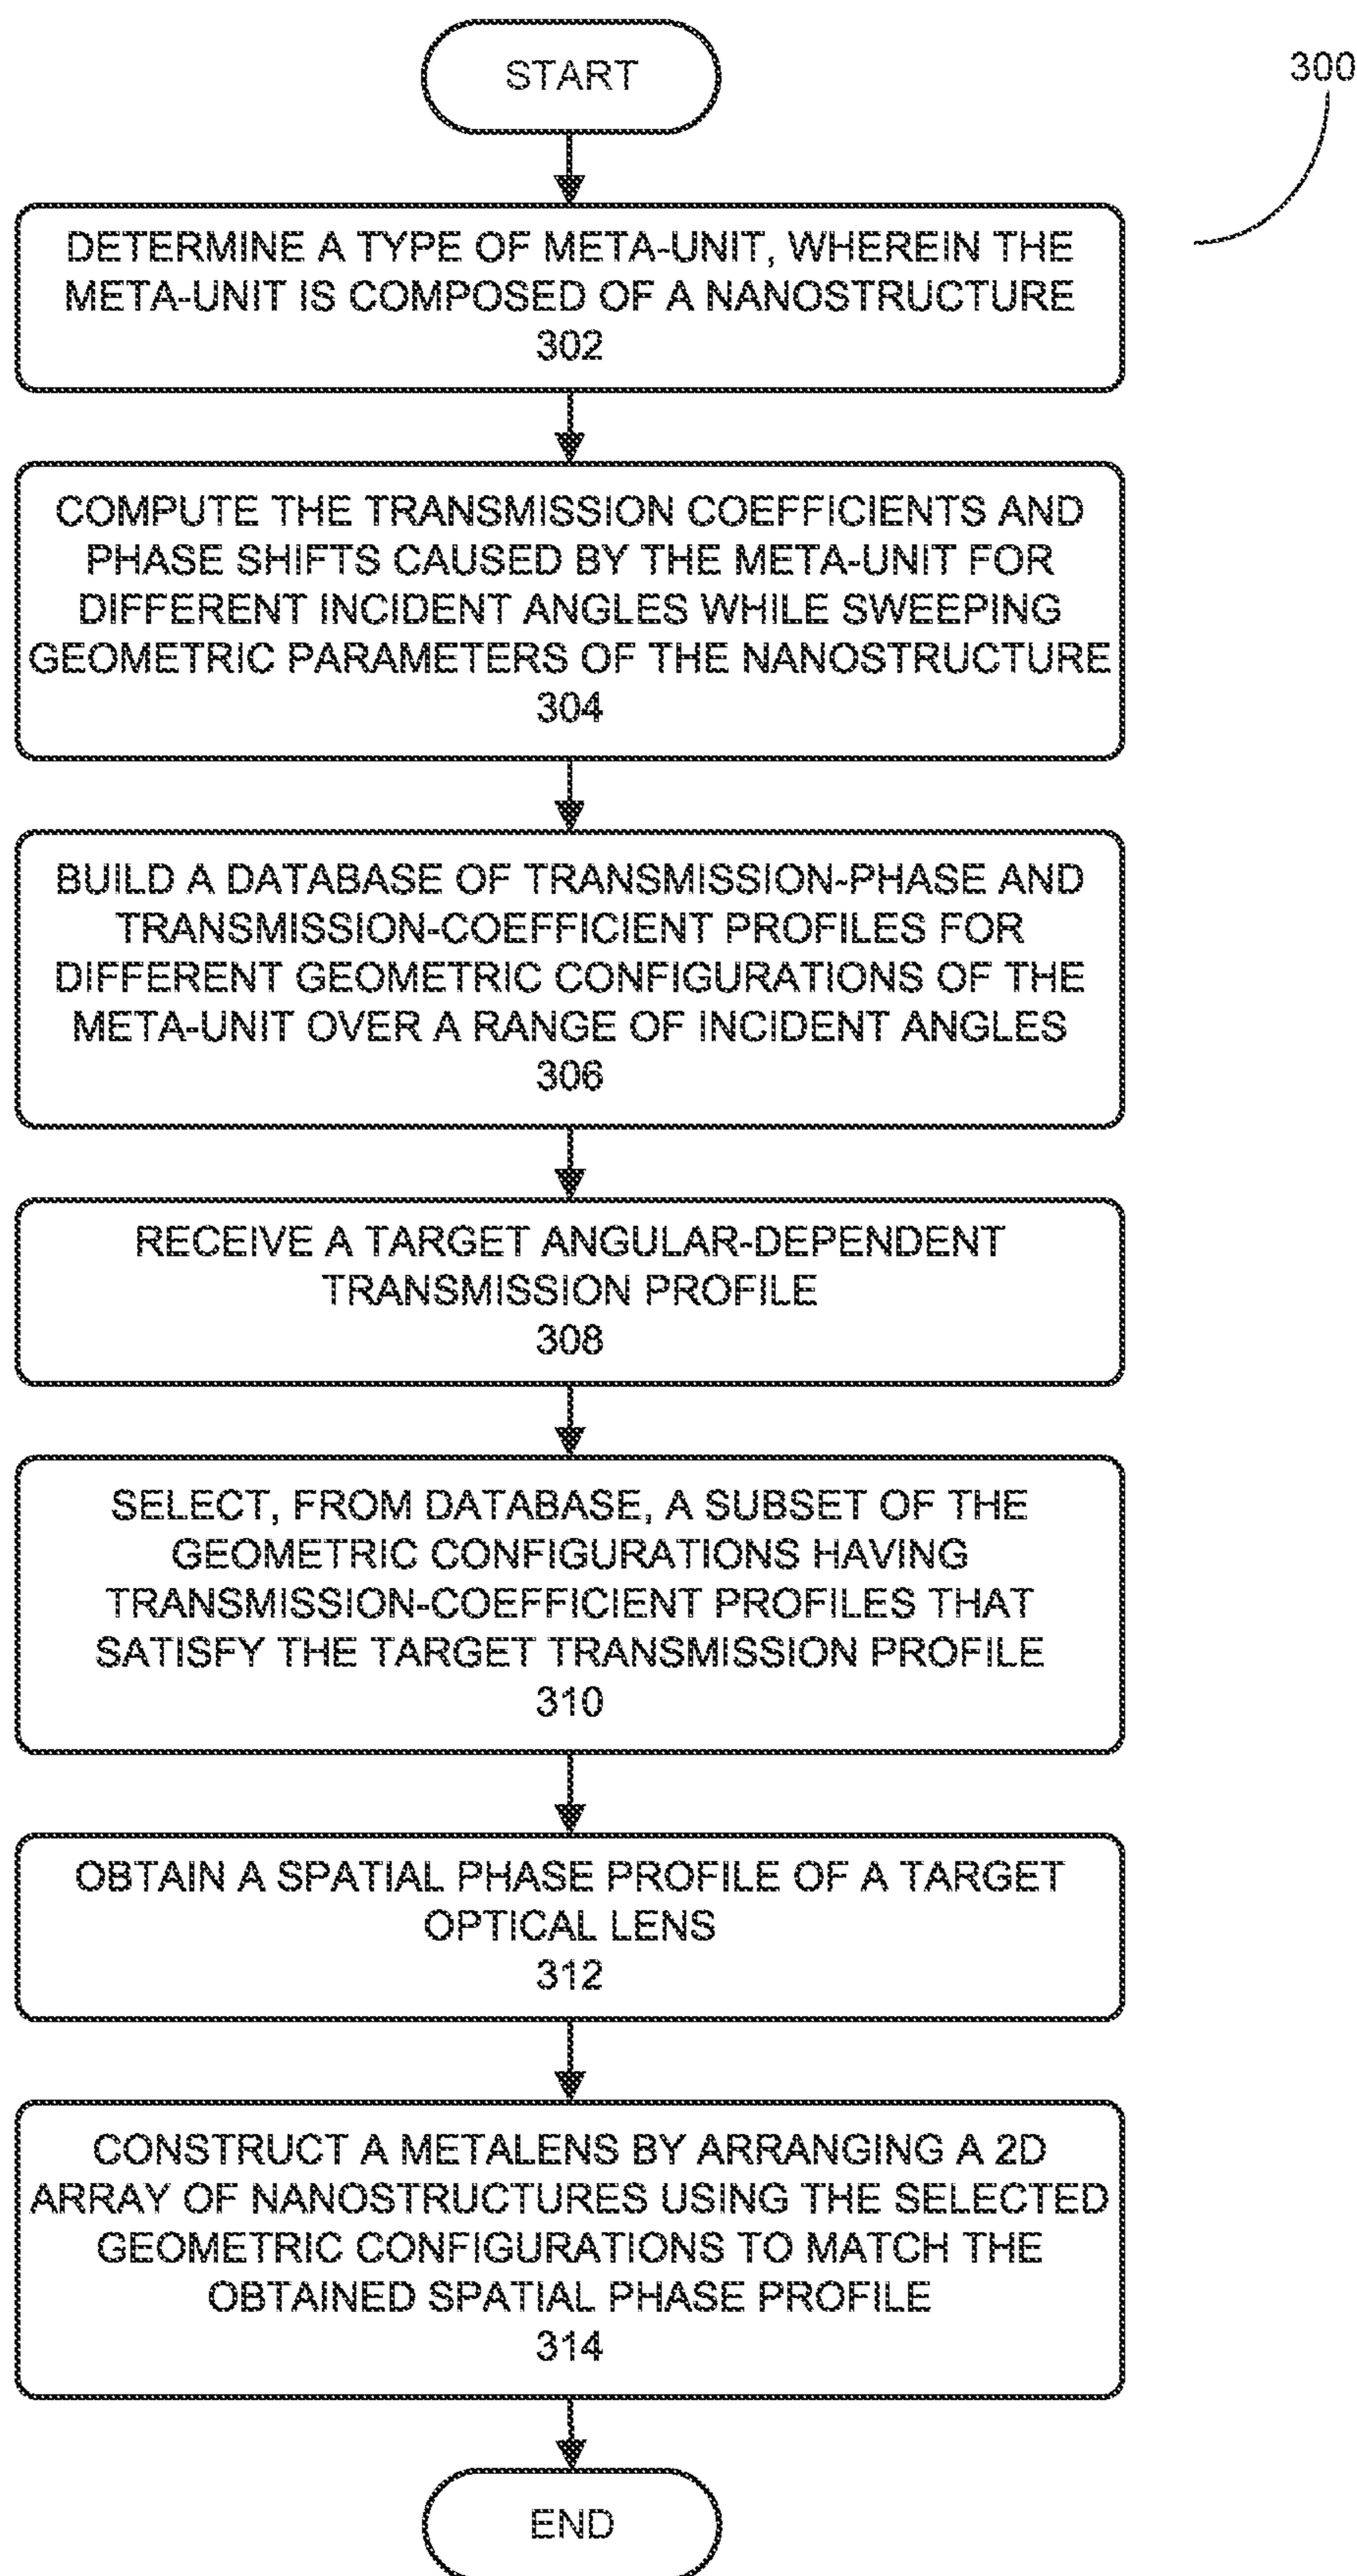 START
300
DETERMINE A TYPE OF META-UNIT, WHEREIN THE
META-UNIT IS COMPOSED OF A NANOSTRUCTURE
302
COMPUTE THE TRANSMISSION COEFFICIENTS AND
PHASE SHIFTS CAUSED BY THE META-UNIT FOR
DIFFERENT INCIDENT ANGLES WHILE SWEEPING
GEOMETRIC PARAMETERS OF THE NANOSTRUCTURE
304
BUILD A DATABASE OF TRANSMISSION-PHASE AND
TRANSMISSION-COEFFICIENT PROFILES FOR
DIFFERENT GEOMETRIC CONFIGURATIONS OF THE
META-UNIT OVER A RANGE OF INCIDENT ANGLES
306
RECEIVE A TARGET ANGULAR-DEPENDENT
TRANSMISSION PROFILE
308
SELECT, FROM DATABASE, A SUBSET OF THE
GEOMETRIC CONFIGURATIONS HAVING
TRANSMISSION-COEFFICIENT PROFILES THAT
SATISFY THE TARGET TRANSMISSION PROFILE
310
OBTAIN A SPATIAL PHASE PROFILE OF A TARGET
OPTICAL LENS
312
CONSTRUCT A METALENS BY ARRANGING A 2D
ARRAY OF NANOSTRUCTURES USING THE SELECTED
GEOMETRIC CONFIGURATIONS TO MATCH THE
OBTAINED SPATIAL PHASE PROFILE
314
END